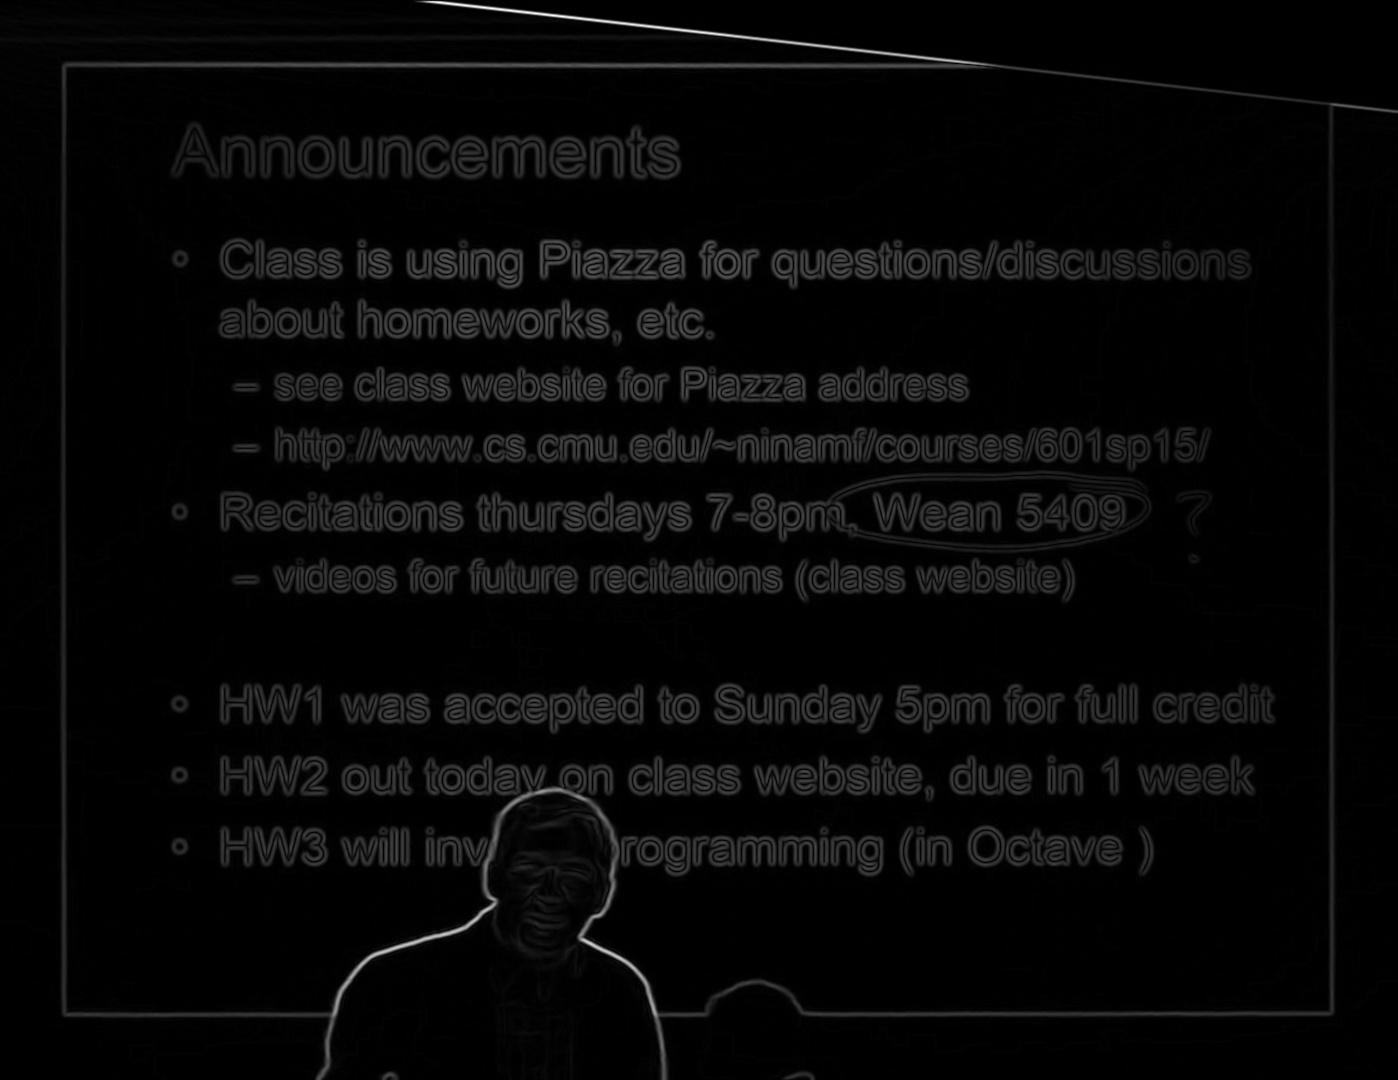 Announcements
• Class is using Piazza for questions/discussions
about homeworks, etc.
– see class website for Piazza address
– http://www.cs.cmu.edu/~ninamf/courses/601sp15/
• Recitations thursdays 7-8pm, Wean 5409 ?
– videos for future recitations (class website)
• HW1 was accepted to Sunday 5pm for full credit
• HW2 out today on class website, due in 1 week
• HW3 will rogramming (in Octave )